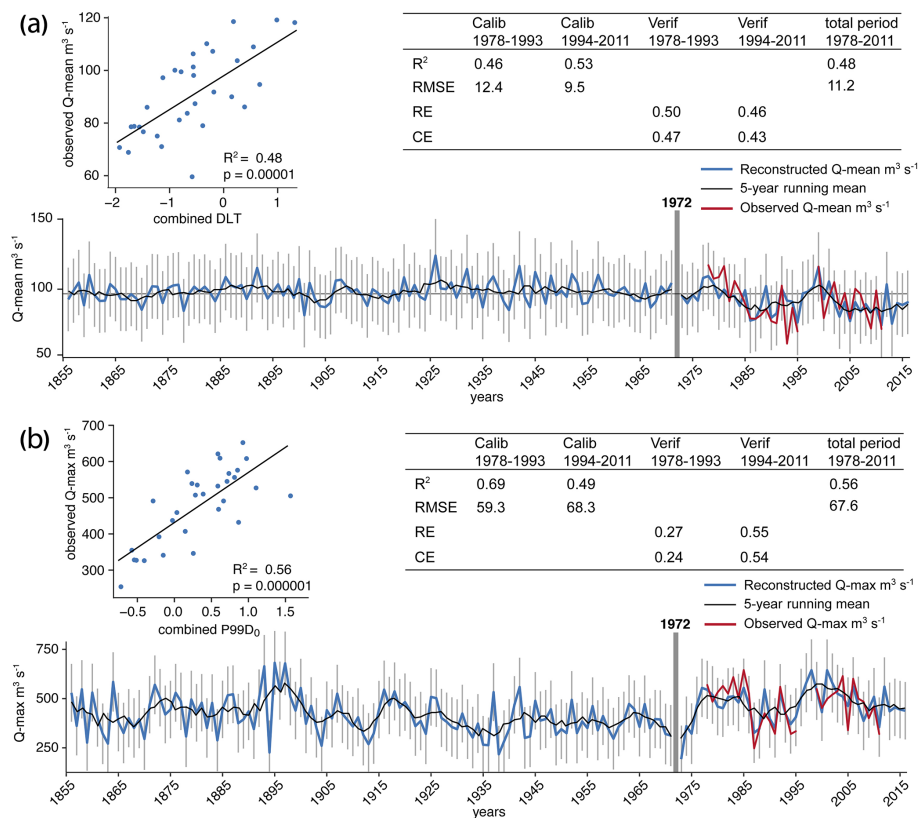 (a)
120
100
80
60
observed Q-mean m³ s⁻¹
R² = 0.48
p = 0.00001
−2
−1
0
1
combined DLT
Calib Calib Verif Verif total period
1978-1993 1994-2011 1978-1993 1994-2011 1978-2011
R² 0.46 0.53 0.48
RMSE 12.4 9.5 11.2
RE 0.50 0.46
CE 0.47 0.43
Reconstructed Q-mean m³ s⁻¹
5-year running mean
Observed Q-mean m³ s⁻¹
1972
150
100
50
Q-mean m³ s⁻¹
1855 1865 1875 1885 1895 1905 1915 1925 1935 1945 1955 1965 1975 1985 1995 2005 2015
years
(b)
700
600
500
400
300
observed Q-max m³ s⁻¹
R² = 0.56
p = 0.000001
−0.5 0.0 0.5 1.0 1.5
combined P99D₀
Calib Calib Verif Verif total period
1978-1993 1994-2011 1978-1993 1994-2011 1978-2011
R² 0.69 0.49 0.56
RMSE 59.3 68.3 67.6
RE 0.27 0.55
CE 0.24 0.54
Reconstructed Q-max m³ s⁻¹
5-year running mean
Observed Q-max m³ s⁻¹
1972
750
500
250
Q-max m³ s⁻¹
1855 1865 1875 1885 1895 1905 1915 1925 1935 1945 1955 1965 1975 1985 1995 2005 2015
years